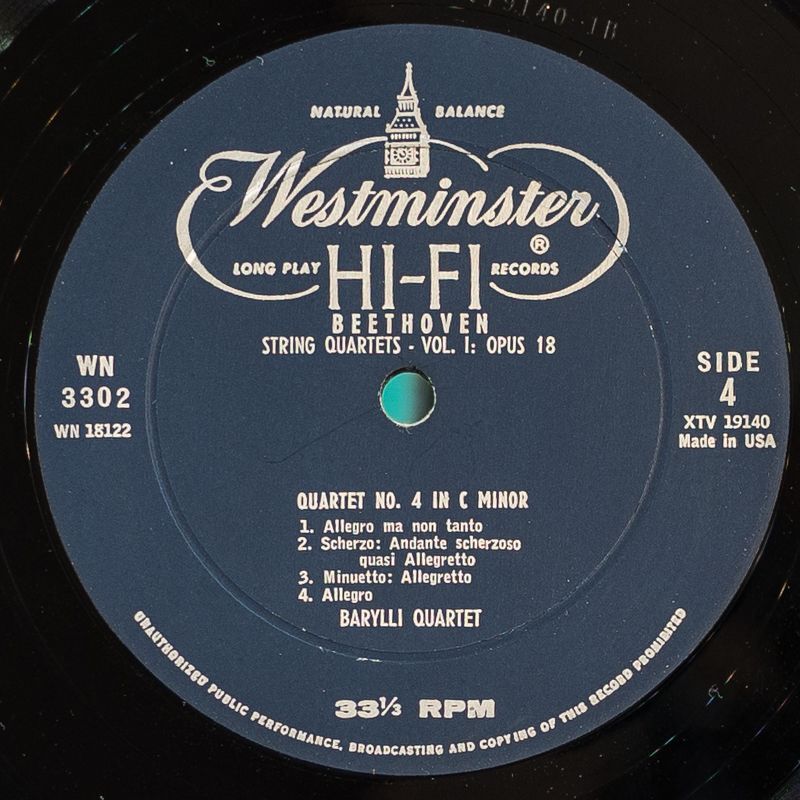 19140-1B
NATURAL BALANCE
Westminster
®
LONG PLAY HI-FI RECORDS
BEETHOVEN
STRING QUARTETS - VOL. I: OPUS 18
WN
3302
WN 18122
SIDE
4
XTV 19140
Made in USA
QUARTET NO. 4 IN C MINOR
1. Allegro ma non tanto
2. Scherzo: Andante scherzoso
quasi Allegretto
3. Minuetto: Allegretto
4. Allegro
BARYLLI QUARTET
33⅓ RPM
UNAUTHORIZED PUBLIC PERFORMANCE, BROADCASTING AND COPYING OF THIS RECORD PROHIBITED